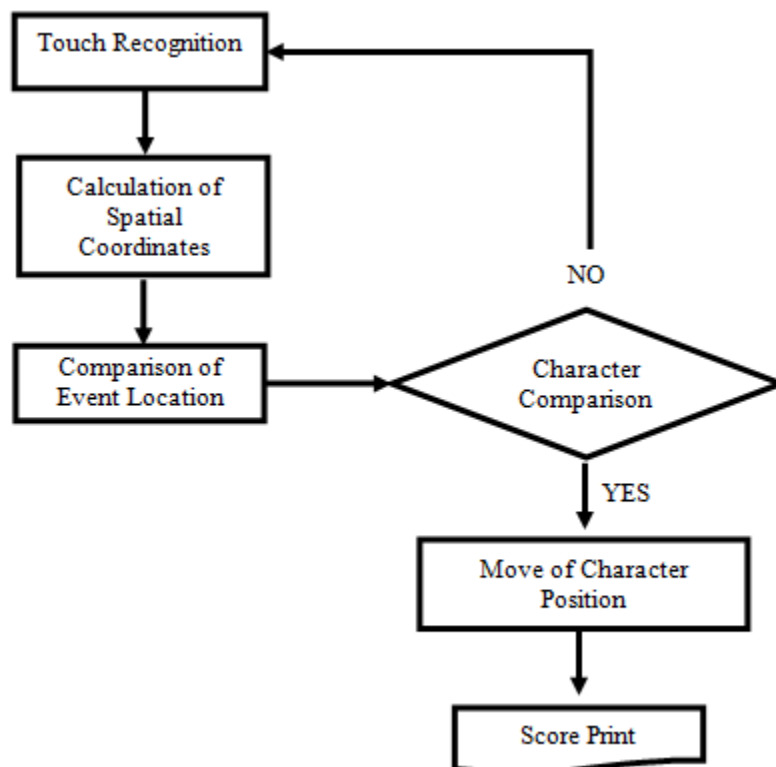 Touch Recognition
Calculation of
Spatial
Coordinates
NO
Comparison of
Event Location
Character
Comparison
YES
Move of Character
Position
Score Print